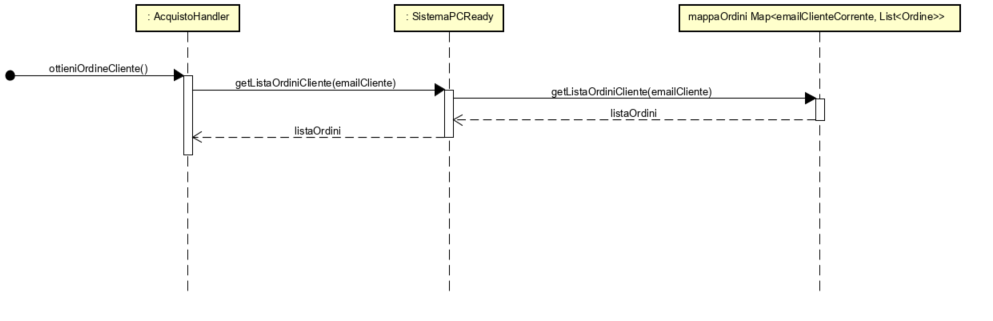 : AcquistoHandler
: SistemaPCReady
mappaOrdini Map<emailClienteCorrente, List<Ordine>>
ottieniOrdineCliente()
getListaOrdiniCliente(emailCliente)
getListaOrdiniCliente(emailCliente)
listaOrdini
listaOrdini